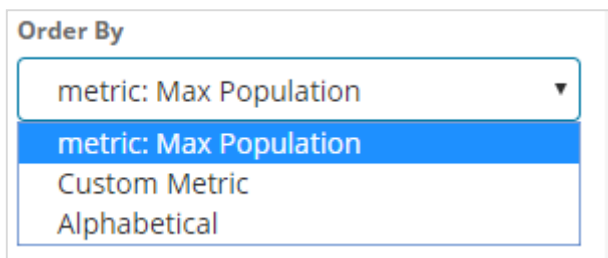 Order By
metric: Max Population
metric: Max Population
Custom Metric
Alphabetical